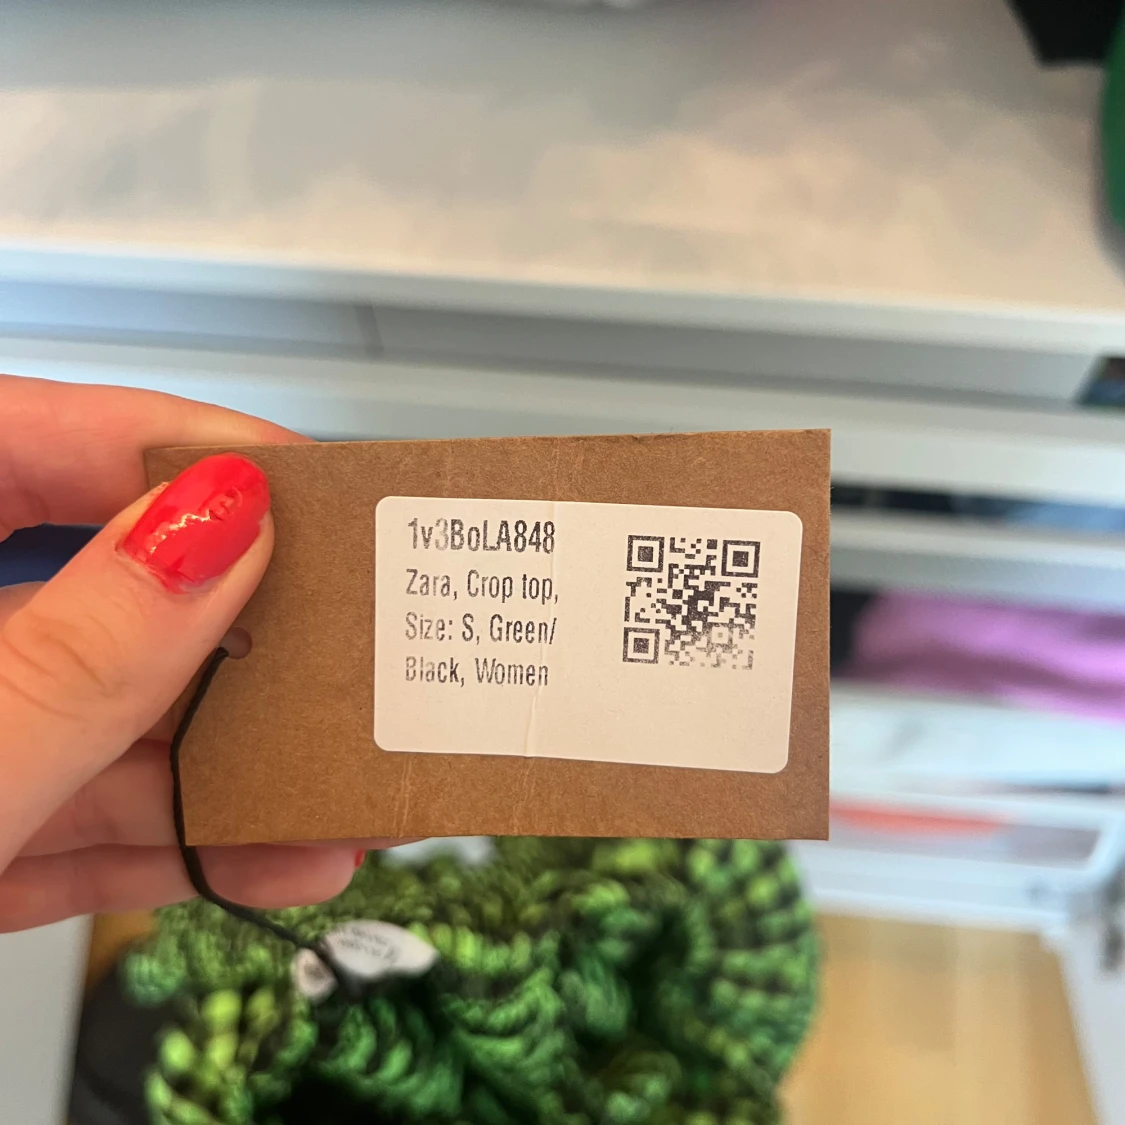 1v3BoLA848
Zara, Crop top,
Size: S, Green/
Black, Women